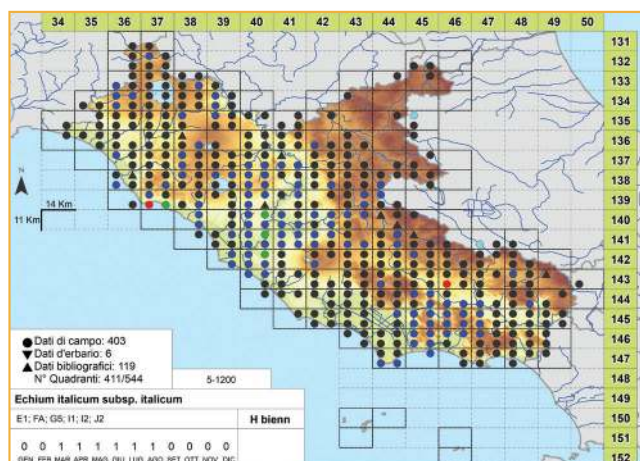 34 35 36 37 38 39 40 41 42 43 44 45 46 47 48 49 50
131
132
133
134
135
136
137
138
139
140
141
142
143
144
145
146
147
148
149
150
151
152
N
14 Km
11 Km
Dati di campo: 403
Dati d'erbario: 6
Dati bibliografici: 119
N° Quadranti: 411/544
5-1200
Echium italicum subsp. italicum
E1; FA; G5; I1; I2; J2
H bienn
0 0 1 1 1 1 1 1 0 0 0 0
GEN FEB MAR APR MAG GIU LUG AGO SET OTT NOV DIC